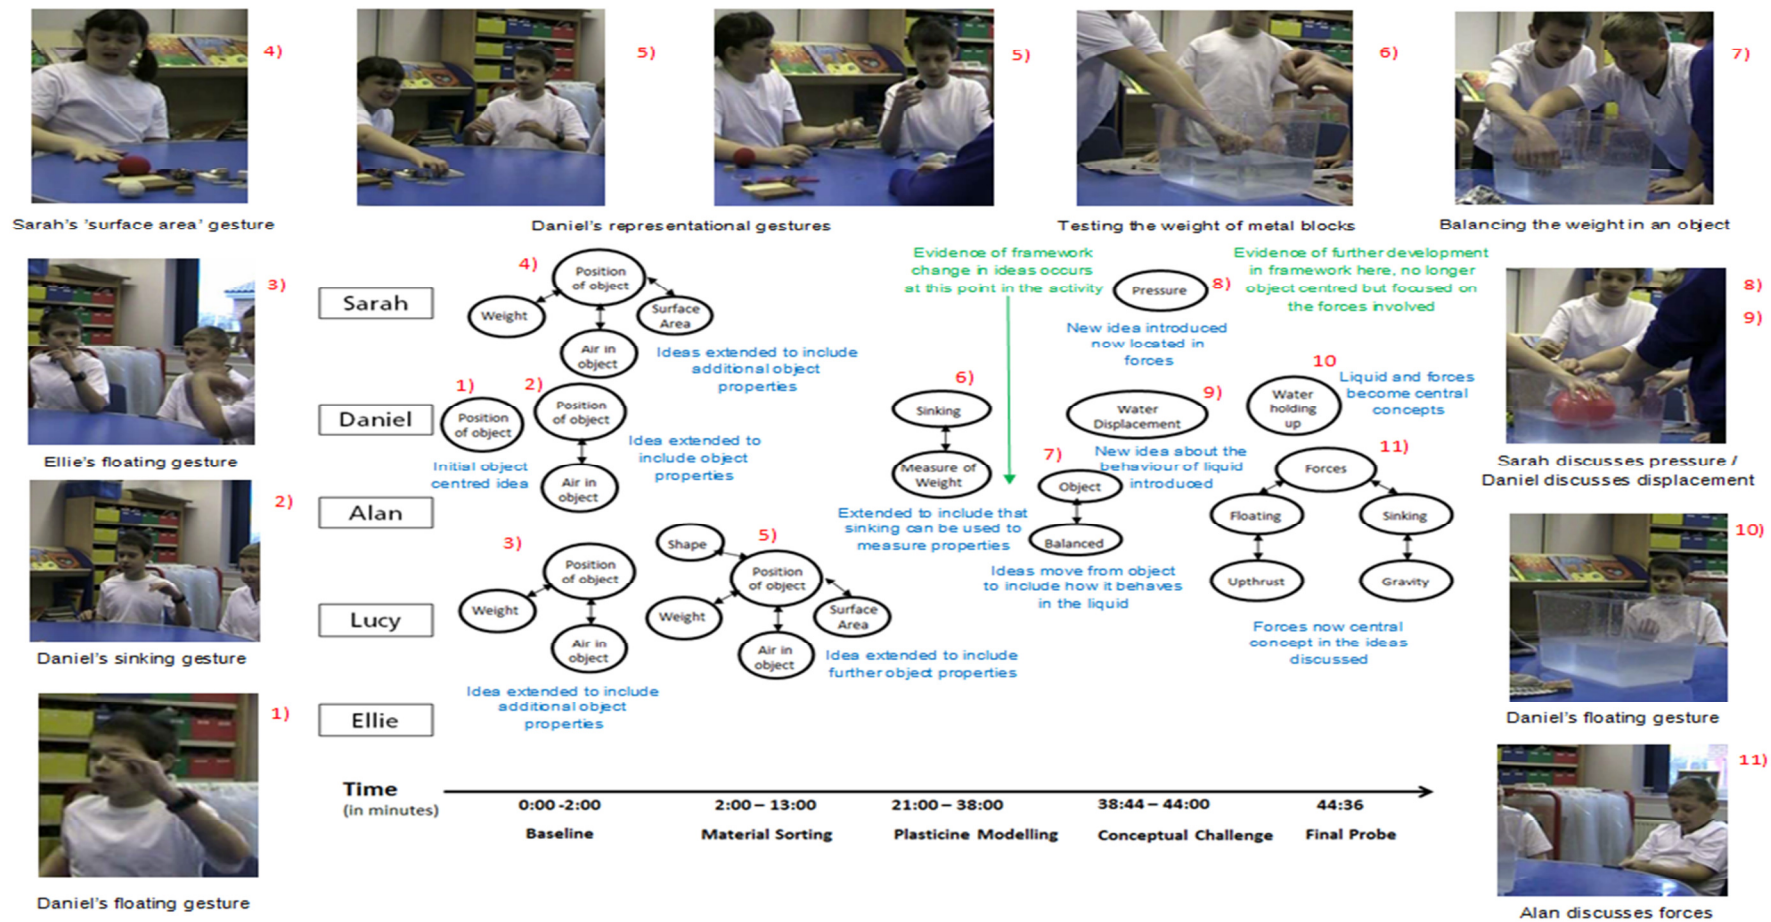 4)
5)
5)
6)
7)
Sarah's 'surface area' gesture
Daniel's representational gestures
Testing the weight of metal blocks
Balancing the weight in an object
3)
Ellie's floating gesture
2)
Daniel's sinking gesture
1)
Daniel's floating gesture
Sarah
Daniel
Alan
Lucy
Ellie
4)
Position
of object
Weight
Surface
Area
Air in
object
Ideas extended to include
additional object
properties
1)
Position
of object
Initial object
centred idea
2)
Position
of object
Air in
object
Idea extended to
include object
properties
3)
Position
of object
Weight
Air in
object
Idea extended to include
additional object
properties
5)
Shape
Position
of object
Weight
Surface
Area
Air in
object
Idea extended to include
further object properties
Evidence of framework
change in ideas occurs
at this point in the activity
6)
Sinking
Measure of
Weight
Extended to include that
sinking can be used to
measure properties
Pressure
8)
New idea introduced
now located in
forces
Evidence of further development
in framework here, no longer
object centred but focused on
the forces involved
9)
Water
Displacement
New idea about the
behaviour of liquid
introduced
7)
Object
Balanced
Ideas move from object
to include how it behaves
in the liquid
10
Water
holding
up
Liquid and forces
become central
concepts
11)
Forces
Floating
Sinking
Upthrust
Gravity
Forces now central
concept in the ideas
discussed
8)
9)
Sarah discusses pressure /
Daniel discusses displacement
10)
Daniel's floating gesture
11)
Alan discusses forces
Time
(in minutes)
0:00 -2:00
2:00 – 13:00
21:00 – 38:00
38:44 – 44:00
44:36
Baseline
Material Sorting
Plasticine Modelling
Conceptual Challenge
Final Probe